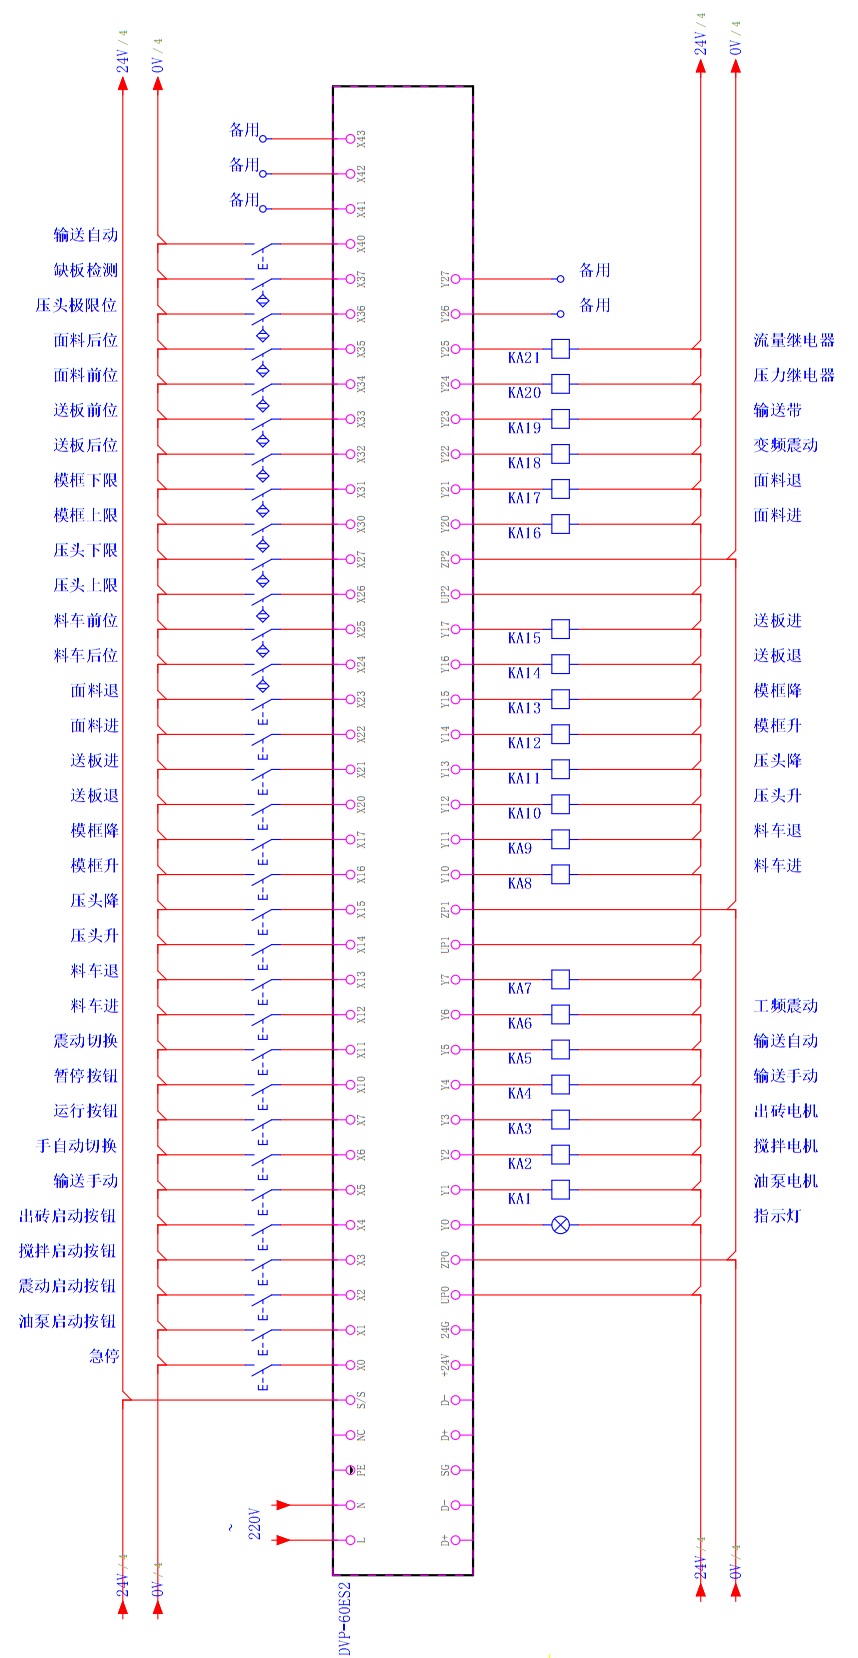 24V/4
0V/4
24V/4
0V/4
备用
X43
备用
X42
备用
X41
输送自动
X40
缺板检测
X37
Y27
备用
压头极限位
X36
Y26
备用
面料后位
X35
Y25
KA21
流量继电器
面料前位
X34
Y24
KA20
压力继电器
送板前位
X33
Y23
KA19
输送带
送板后位
X32
Y22
KA18
变频震动
模框下限
X31
Y21
KA17
面料退
模框上限
X30
Y20
KA16
面料进
压头下限
X27
ZP2
压头上限
X26
UP2
料车前位
X25
Y17
KA15
送板进
料车后位
X24
Y16
KA14
送板退
面料退
X23
Y15
KA13
模框降
面料进
X22
Y14
KA12
模框升
送板进
X21
Y13
KA11
压头降
送板退
X20
Y12
KA10
压头升
模框降
X17
Y11
KA9
料车退
模框升
X16
Y10
KA8
料车进
压头降
X15
ZP1
压头升
X14
UP1
料车退
X13
Y7
KA7
料车进
X12
Y6
KA6
工频震动
震动切换
X11
Y5
KA5
输送自动
暂停按钮
X10
Y4
KA4
输送手动
运行按钮
X7
Y3
KA3
出砖电机
手自动切换
X6
Y2
KA2
搅拌电机
输送手动
X5
Y1
KA1
油泵电机
出砖启动按钮
X4
Y0
指示灯
搅拌启动按钮
X3
ZP0
震动启动按钮
X2
UP0
油泵启动按钮
X1
24G
急停
X0
+24V
S/S
D-
NC
D+
PE
SG
~
220V
N
D-
L
D+
24V/4
0V/4
DVP-60ES2
24V/4
0V/4